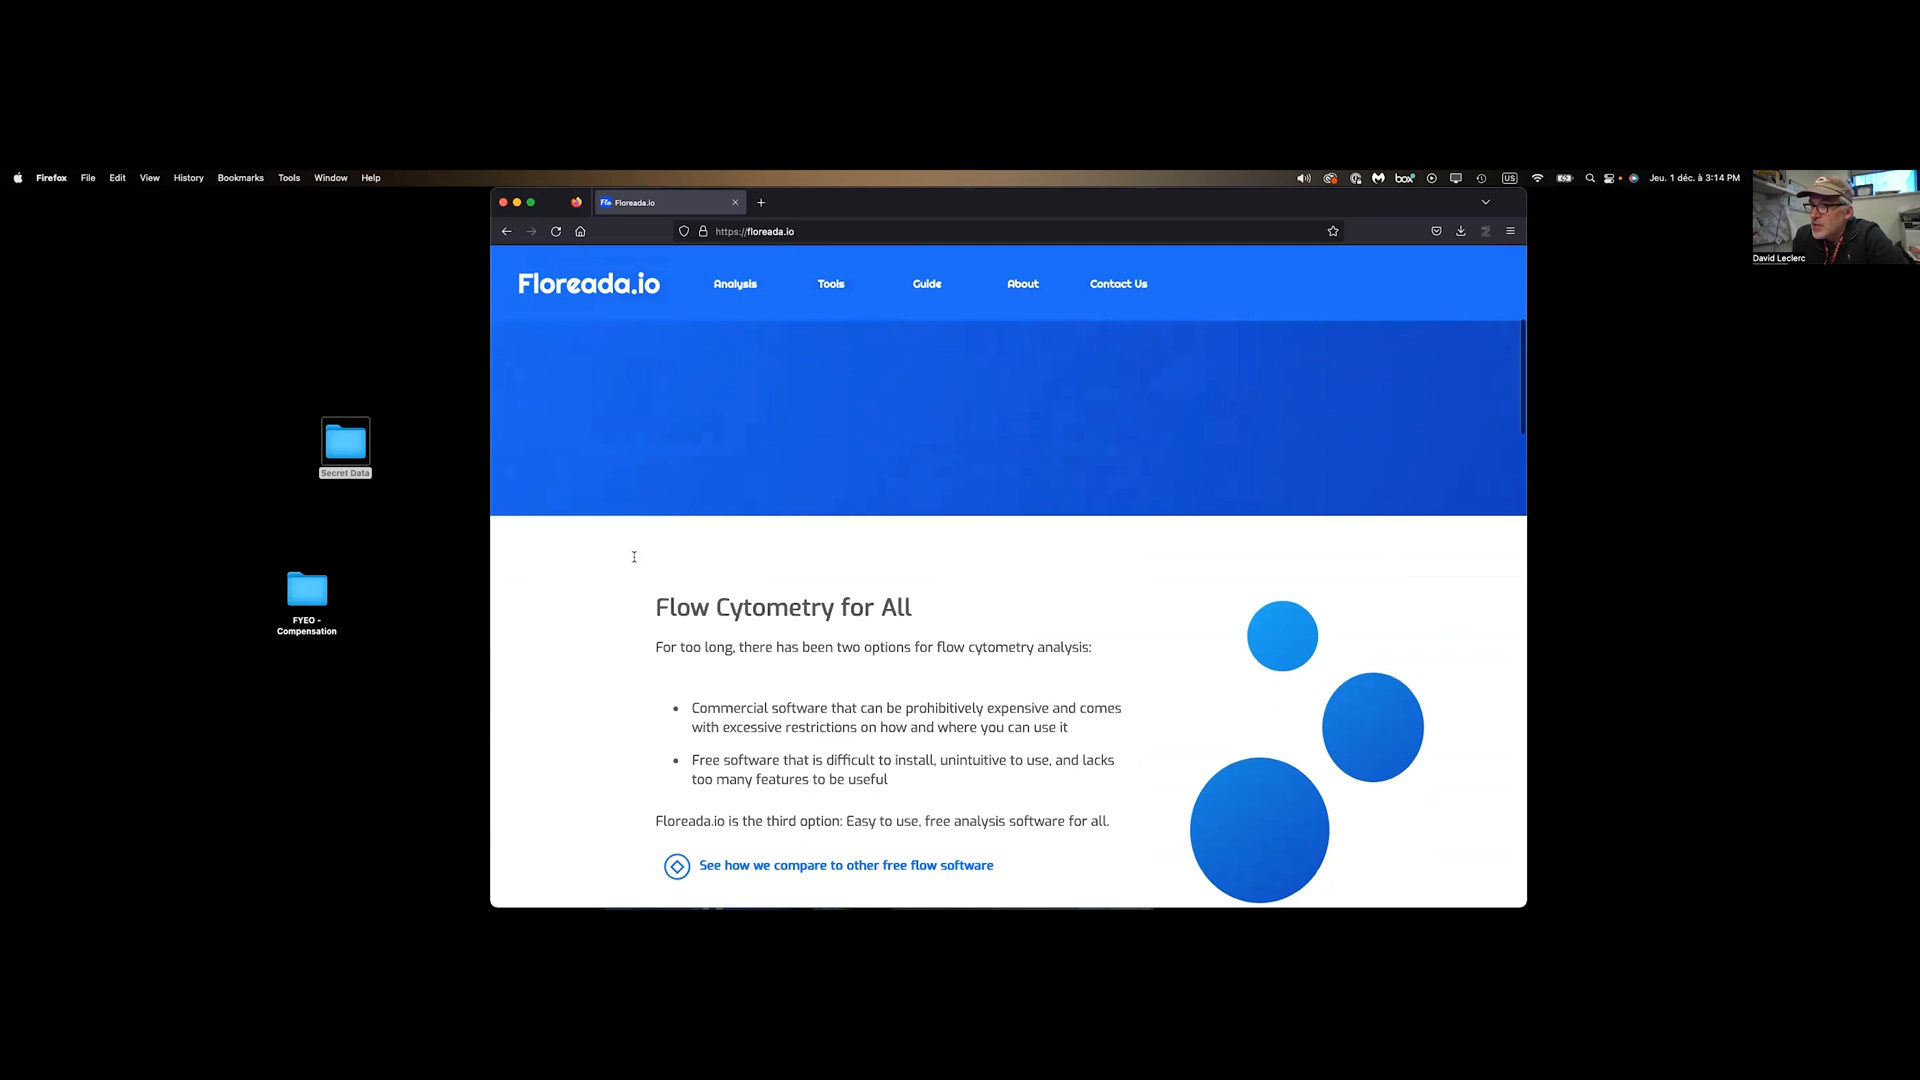 Firefox File Edit View History Bookmarks Tools Window Help
box US Jeu. 1 déc. à 3:14 PM
Flo Floreada.io
https://floreada.io
David Leclerc
Floreada.io Analysis Tools Guide About Contact Us
Secret Data
FYEO -
Compensation
Flow Cytometry for All
For too long, there has been two options for flow cytometry analysis:
• Commercial software that can be prohibitively expensive and comes
with excessive restrictions on how and where you can use it
• Free software that is difficult to install, unintuitive to use, and lacks
too many features to be useful
Floreada.io is the third option: Easy to use, free analysis software for all.
See how we compare to other free flow software